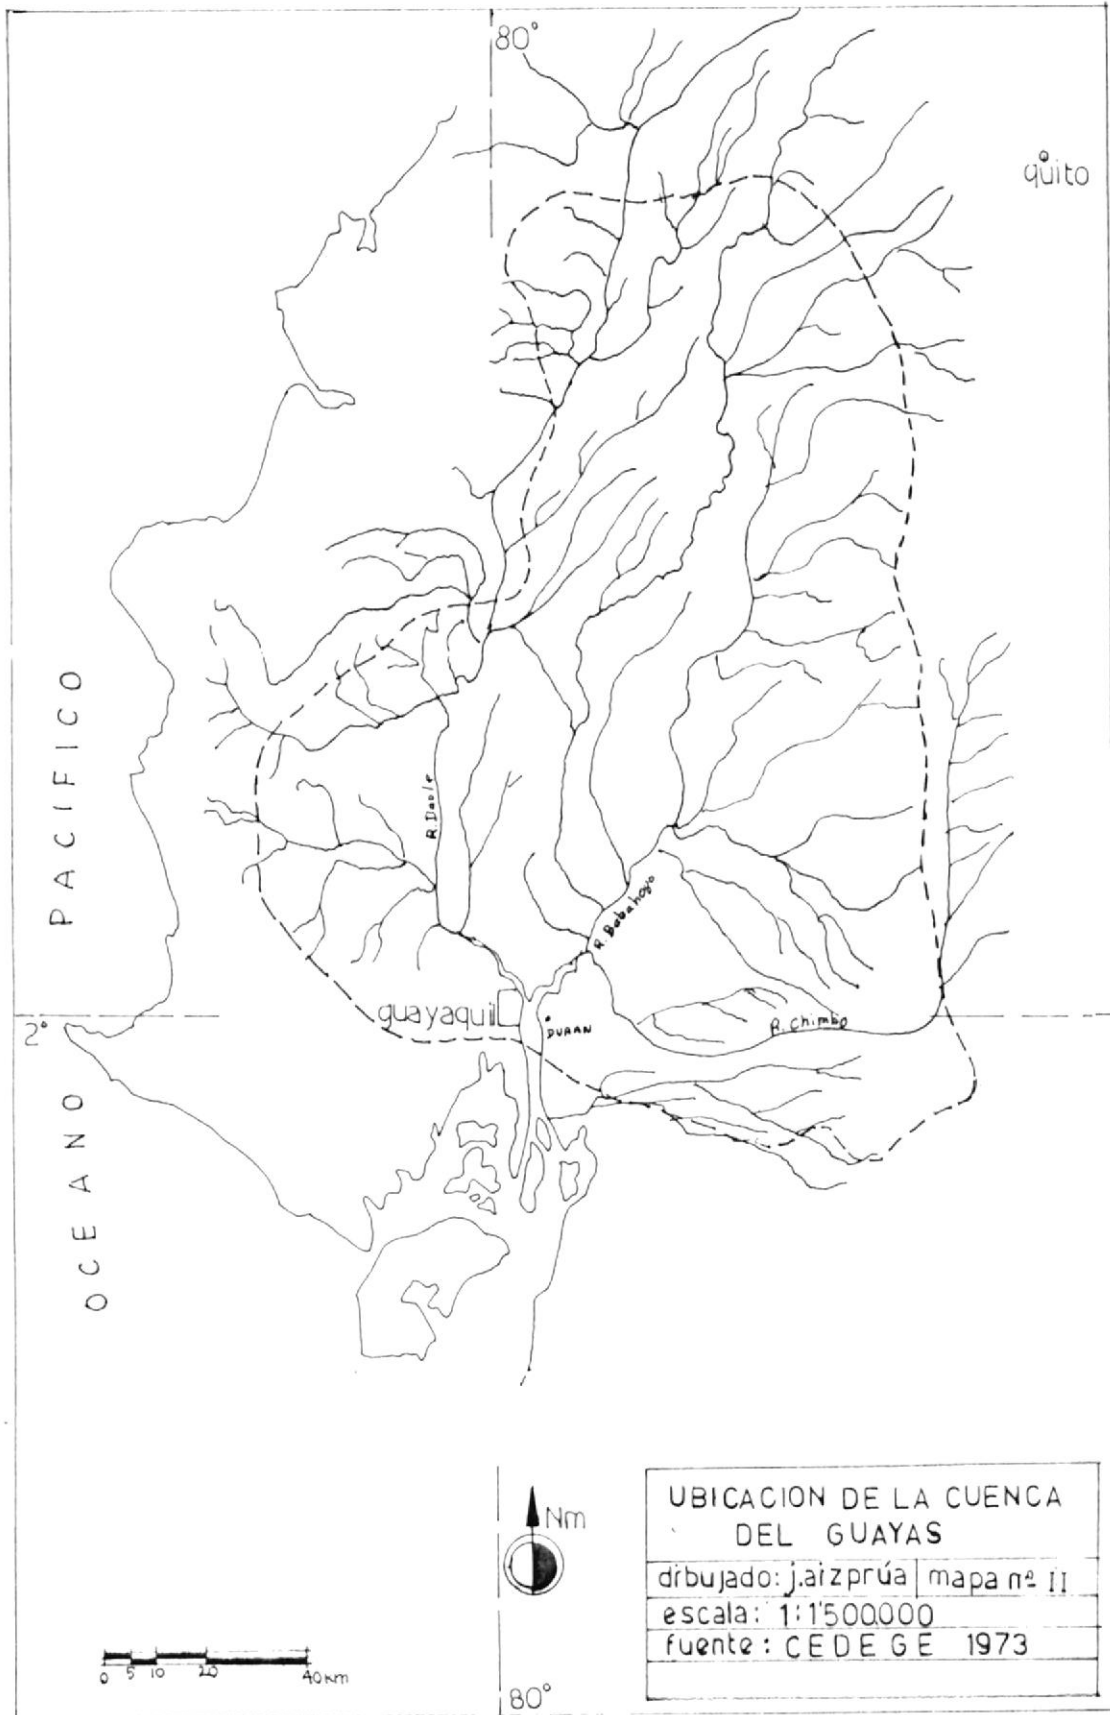 80°
quito
PACIFICO
R. Daule
R. Babahoyo
guayaquil
DURAN
R. Chimbo
2°
OCEANO
Nm
UBICACION DE LA CUENCA
DEL GUAYAS
dibujado: j.aizprúa mapa nº II
escala: 1:1'500.000
fuente: CEDEGE 1973
0 5 10 20 40 km
80°